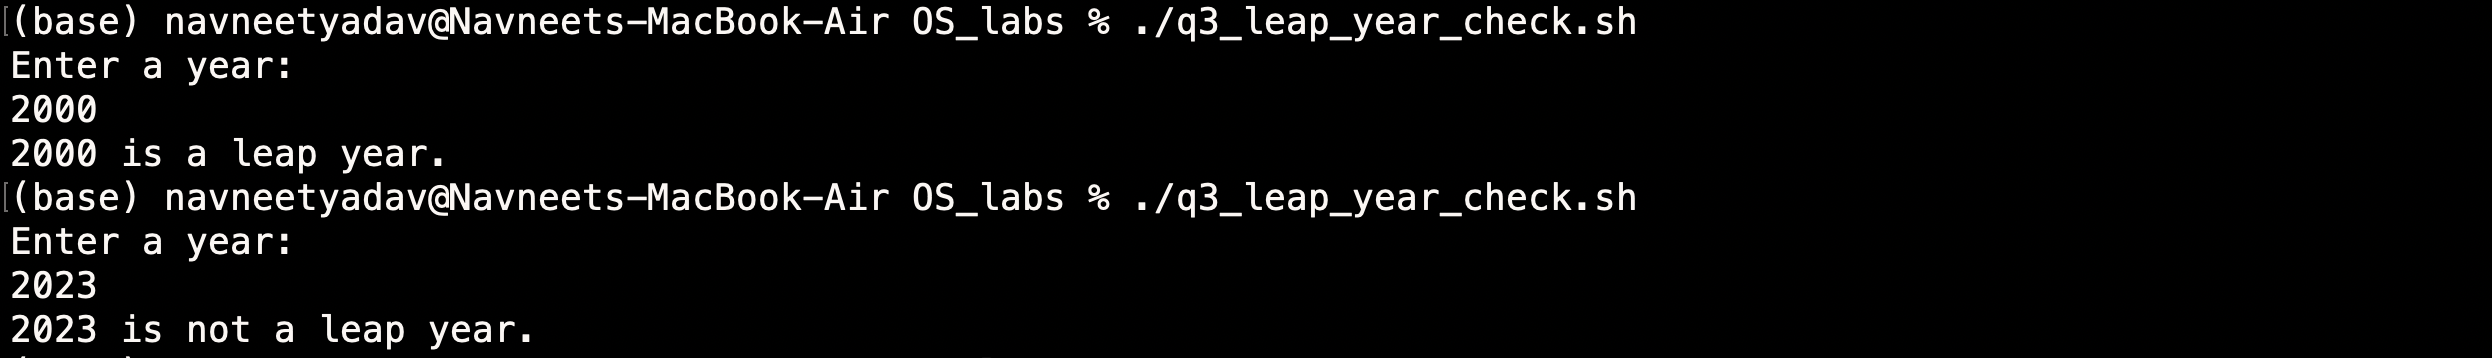 (base) navneetyadav@Navneets-MacBook-Air OS_labs % ./q3_leap_year_check.sh
Enter a year:
2000
2000 is a leap year.
(base) navneetyadav@Navneets-MacBook-Air OS_labs % ./q3_leap_year_check.sh
Enter a year:
2023
2023 is not a leap year.